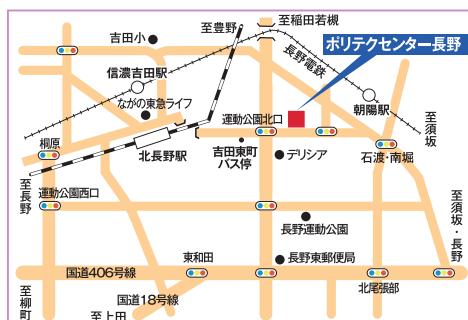 至稲田若槻
至豊野
吉田小
ポリテクセンター長野
長野電鉄
信濃吉田駅
朝陽駅
ながの東急ライフ
運動公園北口
至須坂
桐原
北長野駅
吉田東町
バス停
デリシア
石渡・南堀
至長野
運動公園西口
至須坂・長野
長野運動公園
東和田
長野東郵便局
国道406号線
北尾張部
至柳町
国道18号線
至上田